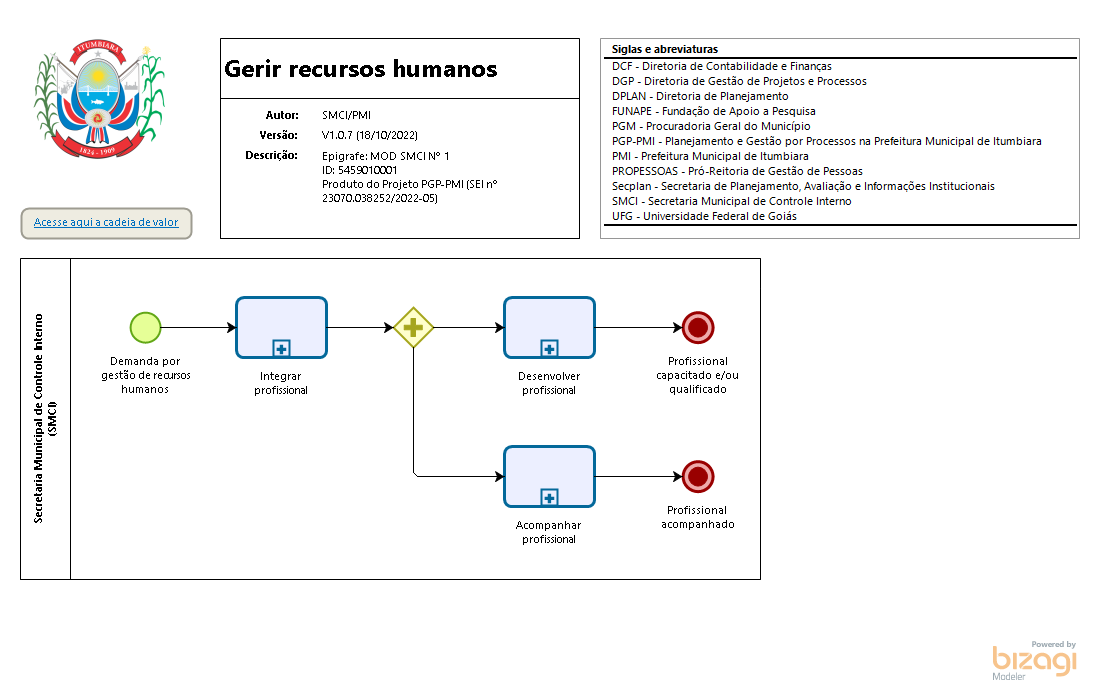 ITUMBIARA
1824 - 1909
Acesse aqui a cadeia de valor
Gerir recursos humanos
Autor: SMCI/PMI
Versão: V1.0.7 (18/10/2022)
Descrição: Epigrafe: MOD SMCI Nº 1
ID: 5459010001
Produto do Projeto PGP-PMI (SEI nº
23070.038252/2022-05)
Siglas e abreviaturas
DCF - Diretoria de Contabilidade e Finanças
DGP - Diretoria de Gestão de Projetos e Processos
DPLAN - Diretoria de Planejamento
FUNAPE - Fundação de Apoio a Pesquisa
PGM - Procuradoria Geral do Município
PGP-PMI - Planejamento e Gestão por Processos na Prefeitura Municipal de Itumbiara
PMI - Prefeitura Municipal de Itumbiara
PROPESSOAS - Pró-Reitoria de Gestão de Pessoas
Secplan - Secretaria de Planejamento, Avaliação e Informações Institucionais
SMCI - Secretaria Municipal de Controle Interno
UFG - Universidade Federal de Goiás
Secretaria Municipal de Controle Interno
(SMCI)
Demanda por
gestão de recursos
humanos
Integrar
profissional
Desenvolver
profissional
Profissional
capacitado e/ou
qualificado
Acompanhar
profissional
Profissional
acompanhado
Powered by
bizagi
Modeler